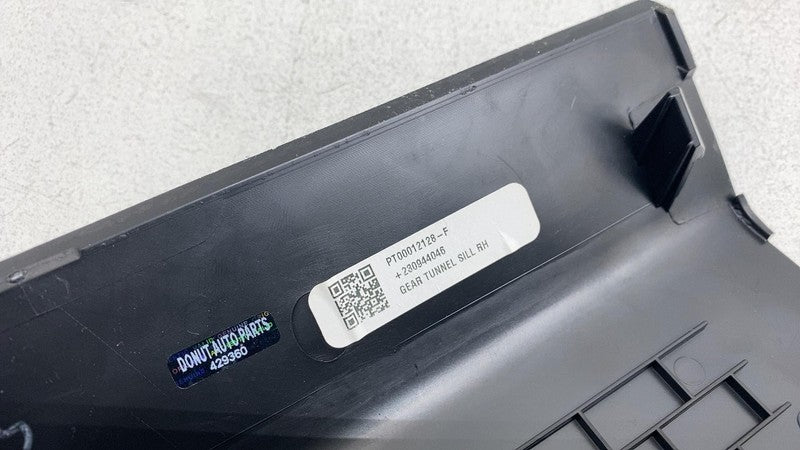 PT00012128-F
+230944046
GEAR TUNNEL SILL RH
DONUT AUTO PARTS
429360